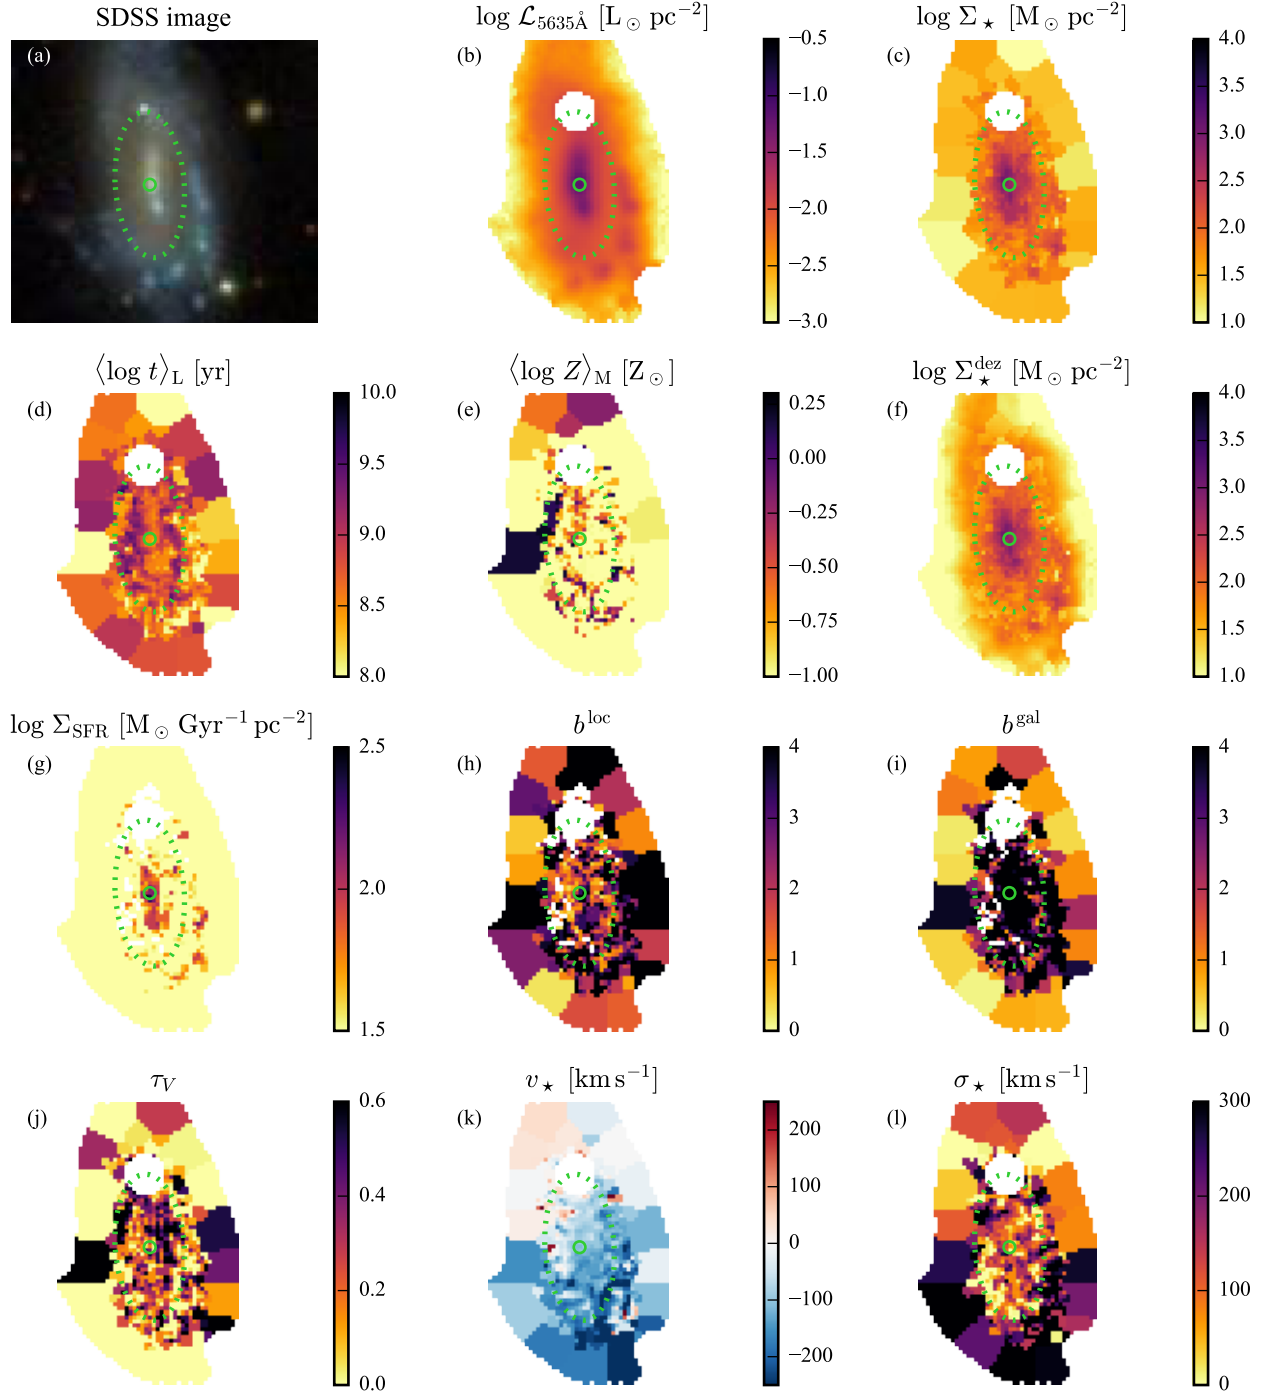 SDSS image
log ℒ₅₆₃₅Å [L⊙ pc⁻²]
log Σ⋆ [M⊙ pc⁻²]
(a)
(b)
−0.5
−1.0
−1.5
−2.0
−2.5
−3.0
(c)
4.0
3.5
3.0
2.5
2.0
1.5
1.0
⟨log t⟩L [yr]
⟨log Z⟩M [Z⊙]
log Σ⋆ᵈᵉᶻ [M⊙ pc⁻²]
(d)
10.0
9.5
9.0
8.5
8.0
(e)
0.25
0.00
−0.25
−0.50
−0.75
−1.00
(f)
4.0
3.5
3.0
2.5
2.0
1.5
1.0
log ΣSFR [M⊙ Gyr⁻¹ pc⁻²]
bˡᵒᶜ
bᵍᵃˡ
(g)
2.5
2.0
1.5
(h)
4
3
2
1
0
(i)
4
3
2
1
0
τV
v⋆ [km s⁻¹]
σ⋆ [km s⁻¹]
(j)
0.6
0.4
0.2
0.0
(k)
200
100
0
−100
−200
(l)
300
200
100
0